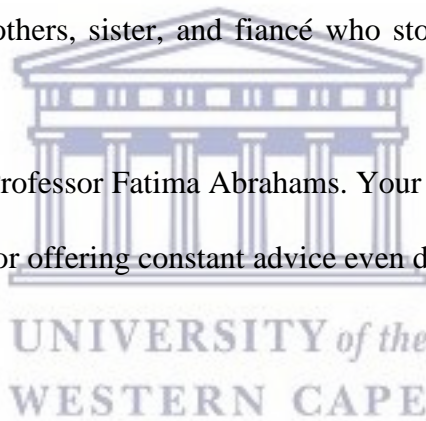 others, sister, and fiancé who sto
Professor Fatima Abrahams. Your
or offering constant advice even d
UNIVERSITY of the
WESTERN CAPE